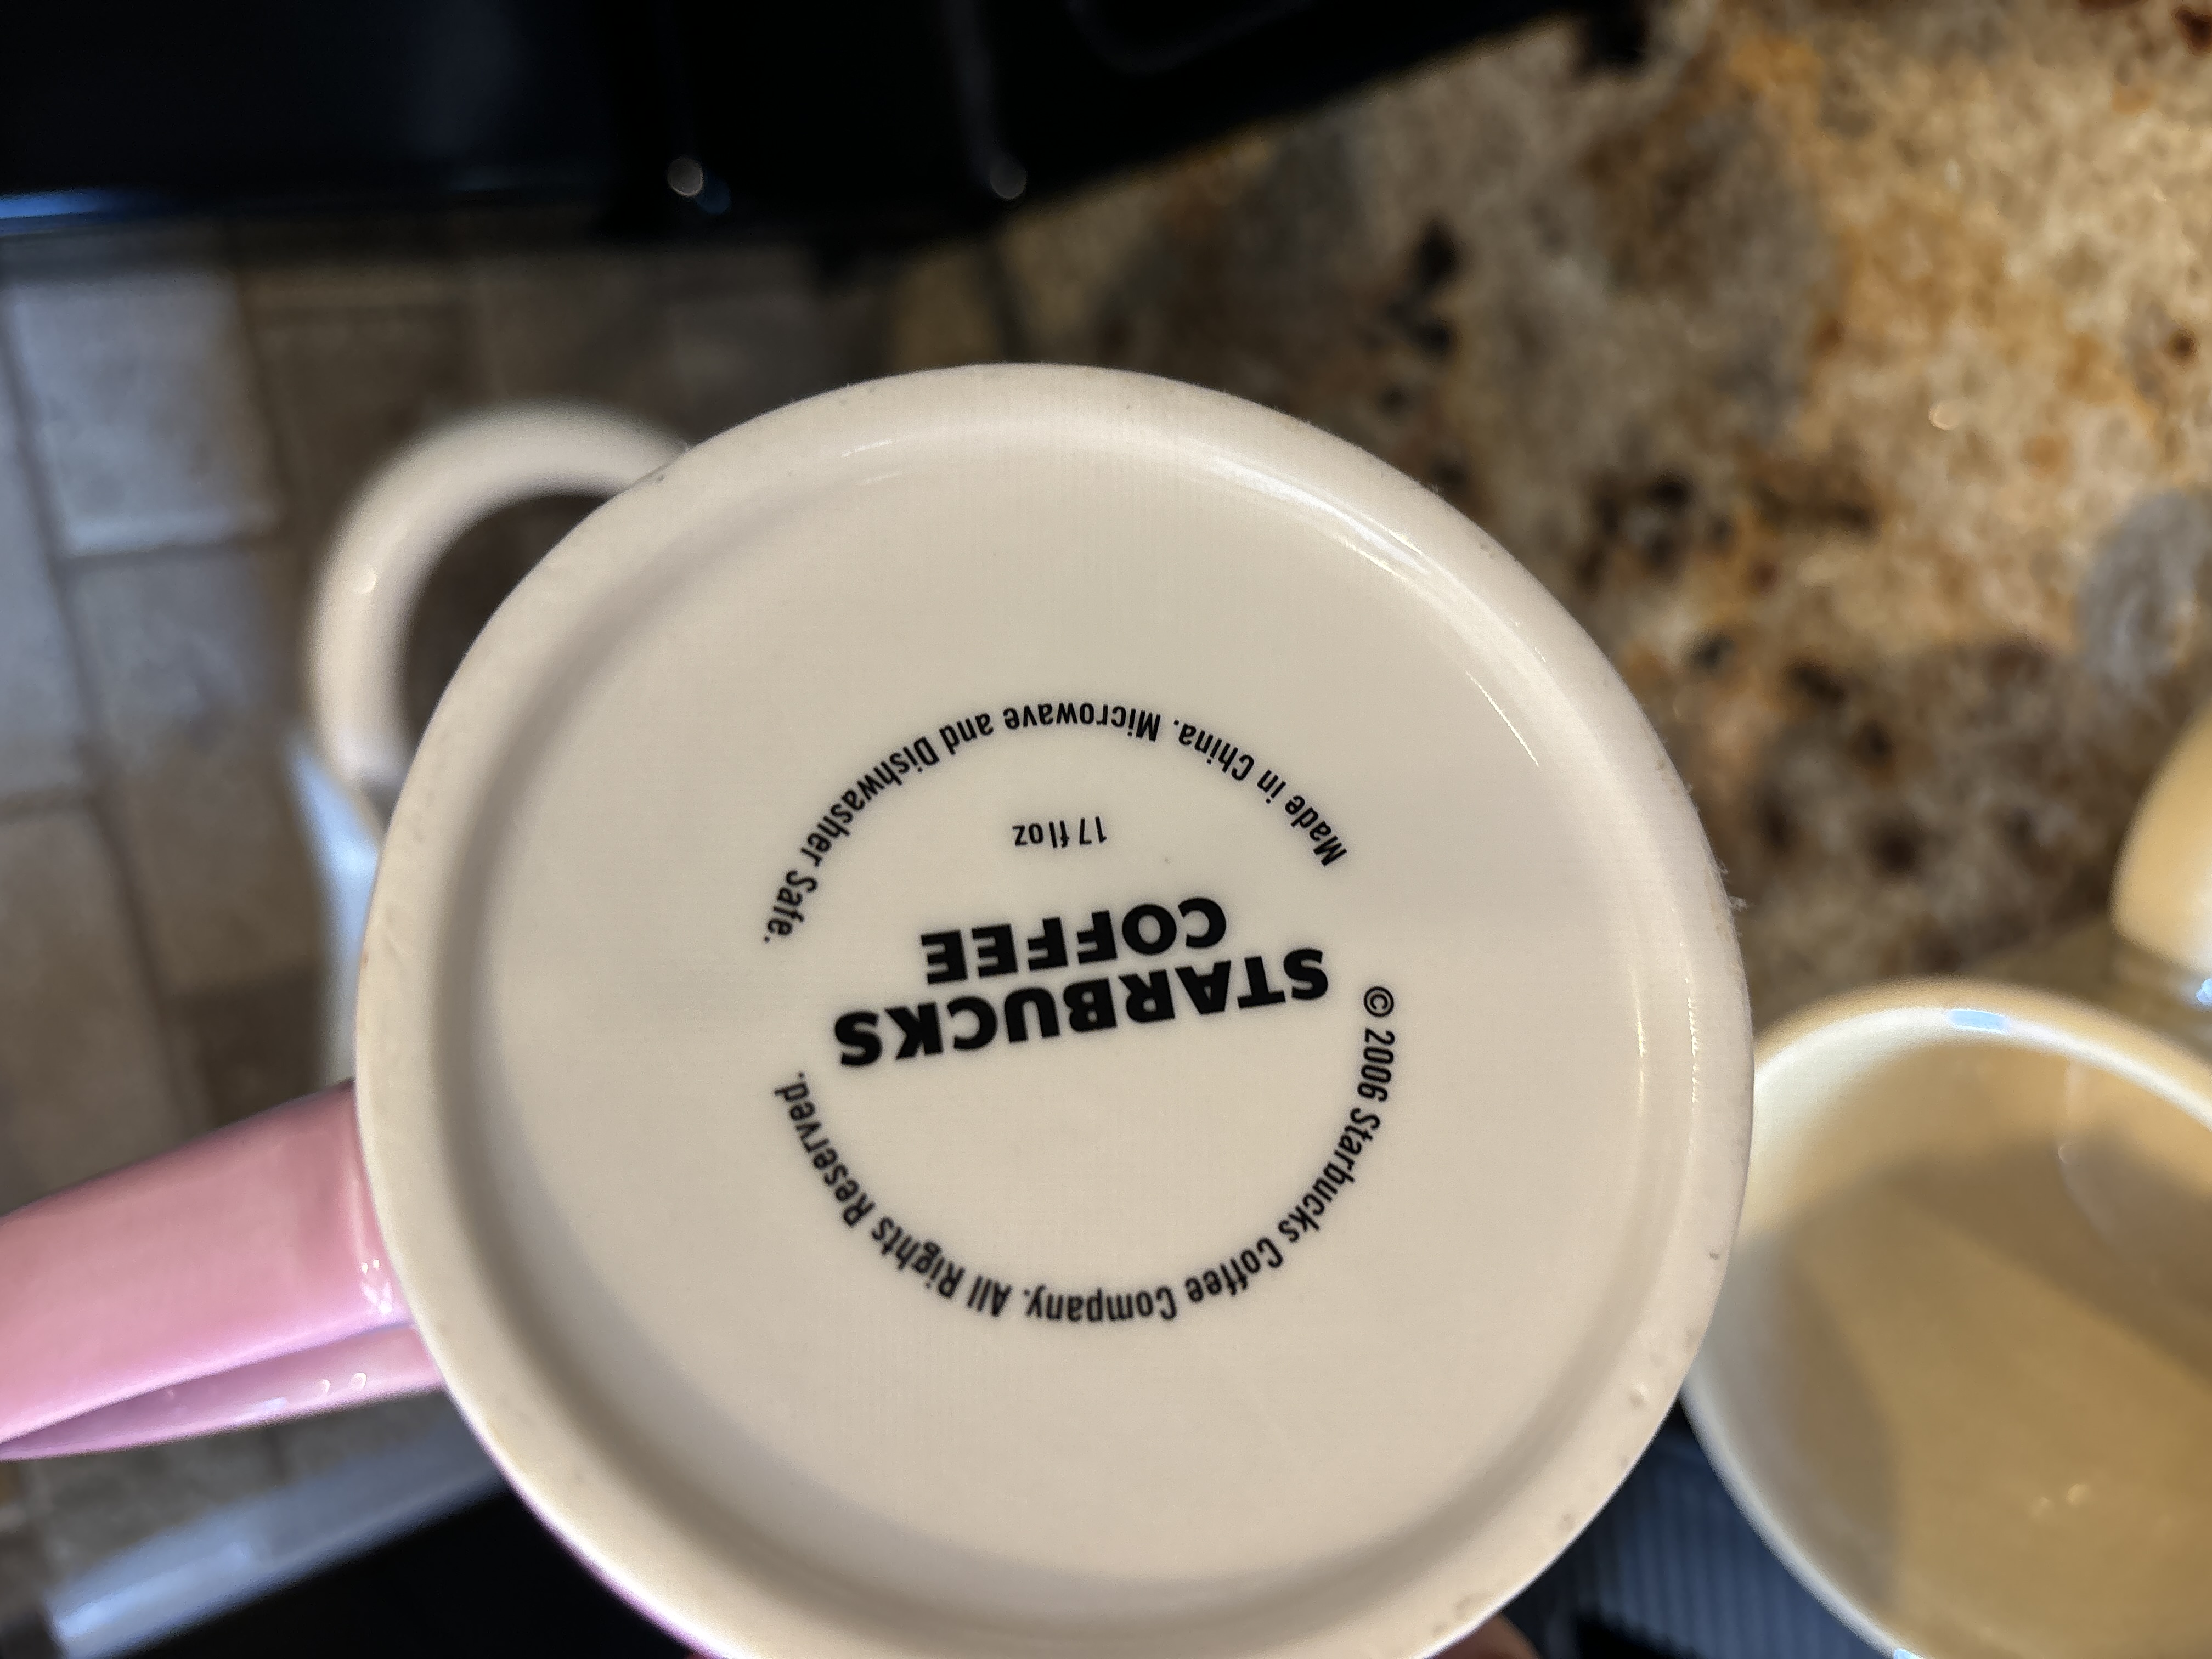 © 2006 Starbucks Coffee Company. All Rights Reserved.
STARBUCKS
COFFEE
17 fl oz
Made in China. Microwave and Dishwasher Safe.